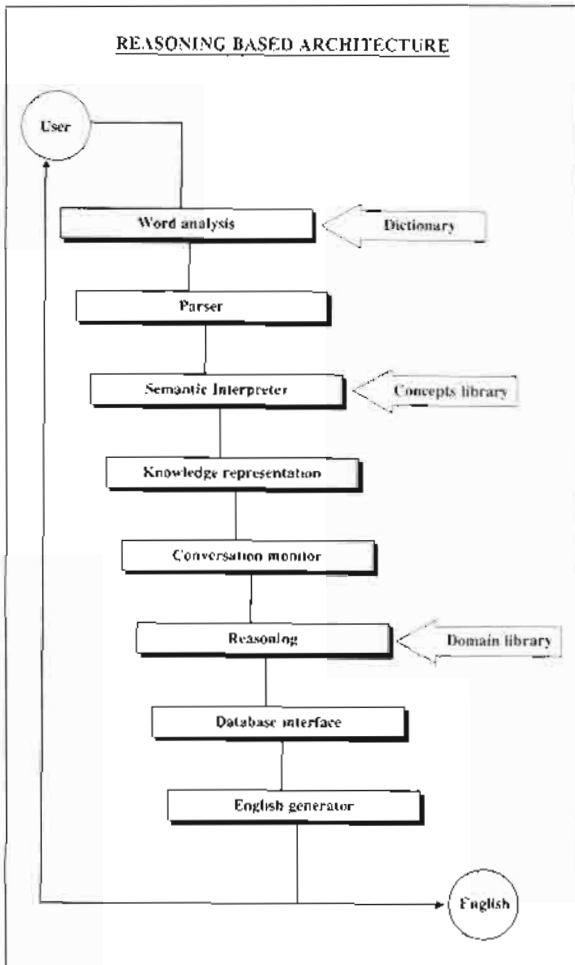 REASONING BASED ARCHITECTURE
User
Word analysis
Dictionary
Parser
Semantic Interpreter
Concepts library
Knowledge representation
Conversation monitor
Reasoning
Domain library
Database interface
English generator
English